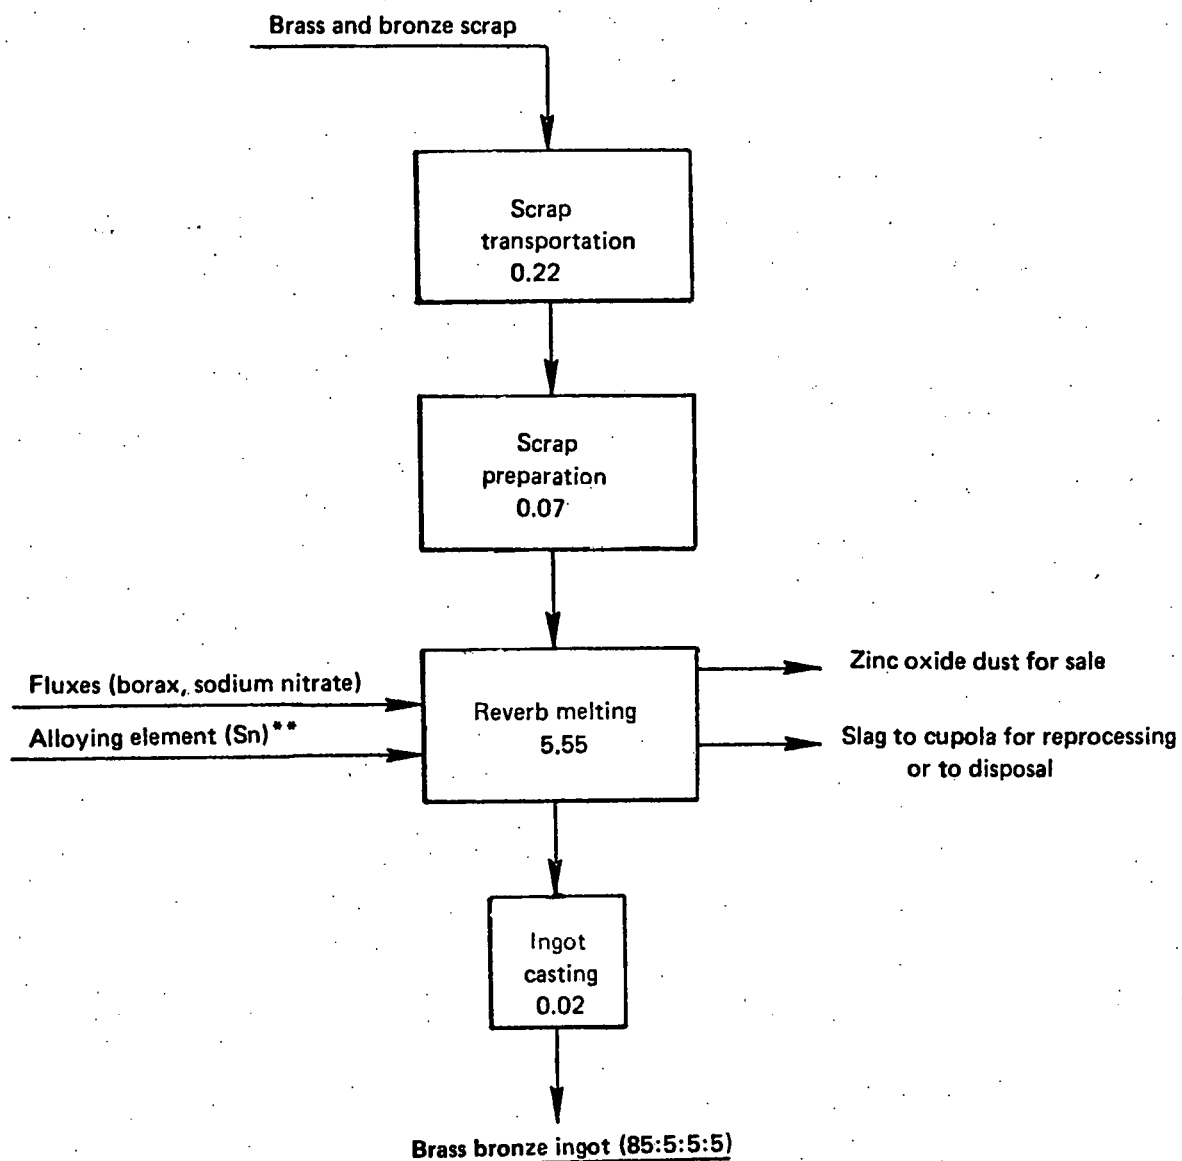 Brass and bronze scrap
Scrap
transportation
0.22
Scrap
preparation
0.07
Fluxes (borax, sodium nitrate)
Alloying element (Sn)**
Reverb melting
5.55
Zinc oxide dust for sale
Slag to cupola for reprocessing
or to disposal
Ingot
casting
0.02
Brass bronze ingot (85:5:5:5)